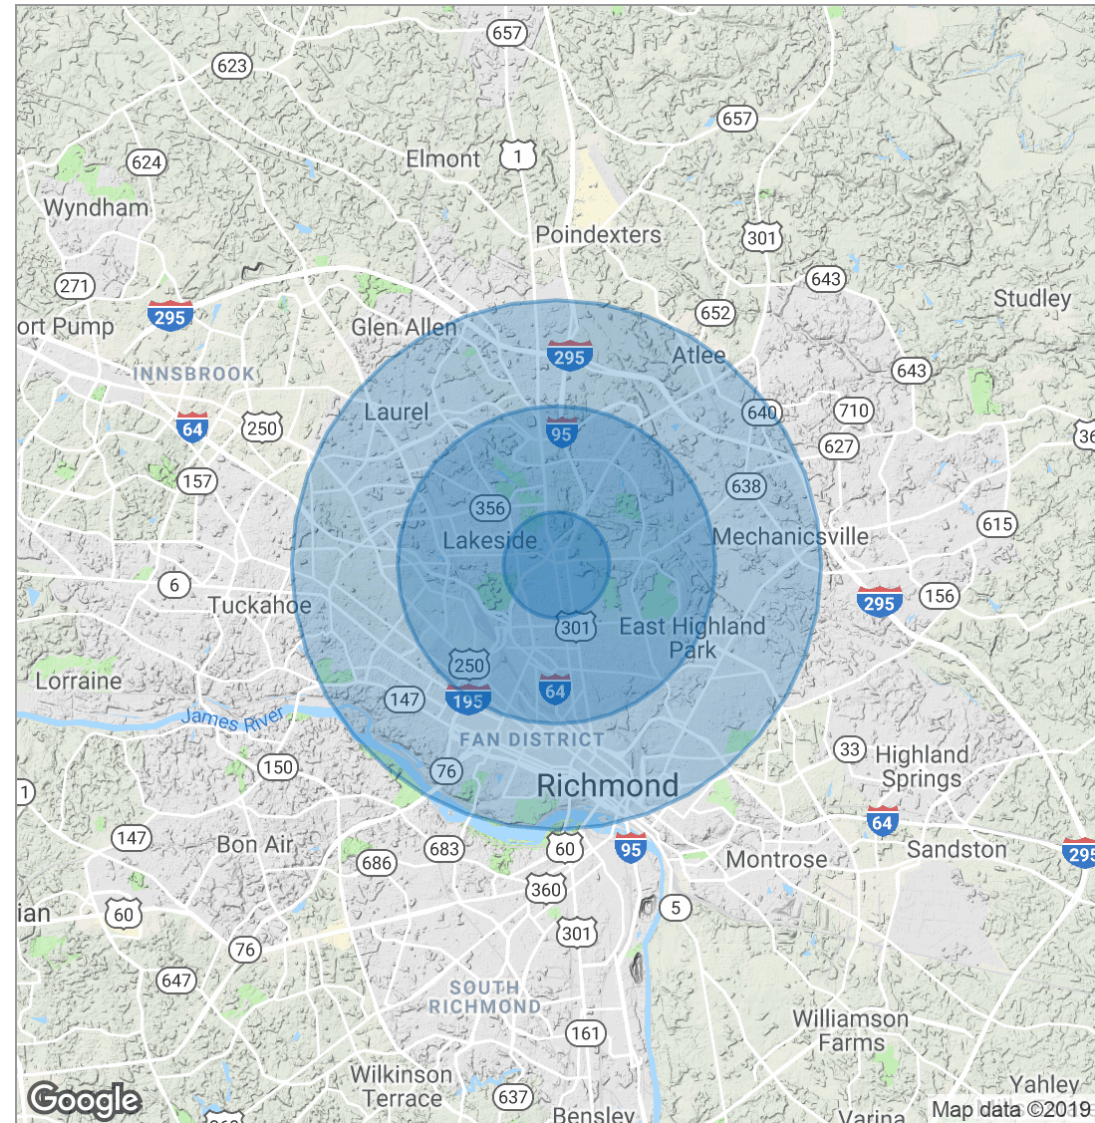 657
623
657
Elmont
1
624
Wyndham
Poindexters
301
271
643
295
Studley
652
ort Pump
Glen Allen
295
Atlee
INNSBROOK
643
Laurel
640
710
64
250
95
36
627
157
638
356
615
Lakeside
Mechanicsville
6
156
295
Tuckahoe
301
East Highland
Park
250
Lorraine
147
195
64
James River
FAN DISTRICT
33
150
76
Highland
Springs
Richmond
1
64
147
Bon Air
683
60
95
295
686
Montrose
Sandston
360
ian
60
5
301
76
647
SOUTH
RICHMOND
161
Williamson
Farms
Wilkinson
Terrace
637
Yahley
Google
Bensley
Varina
Map data ©2019